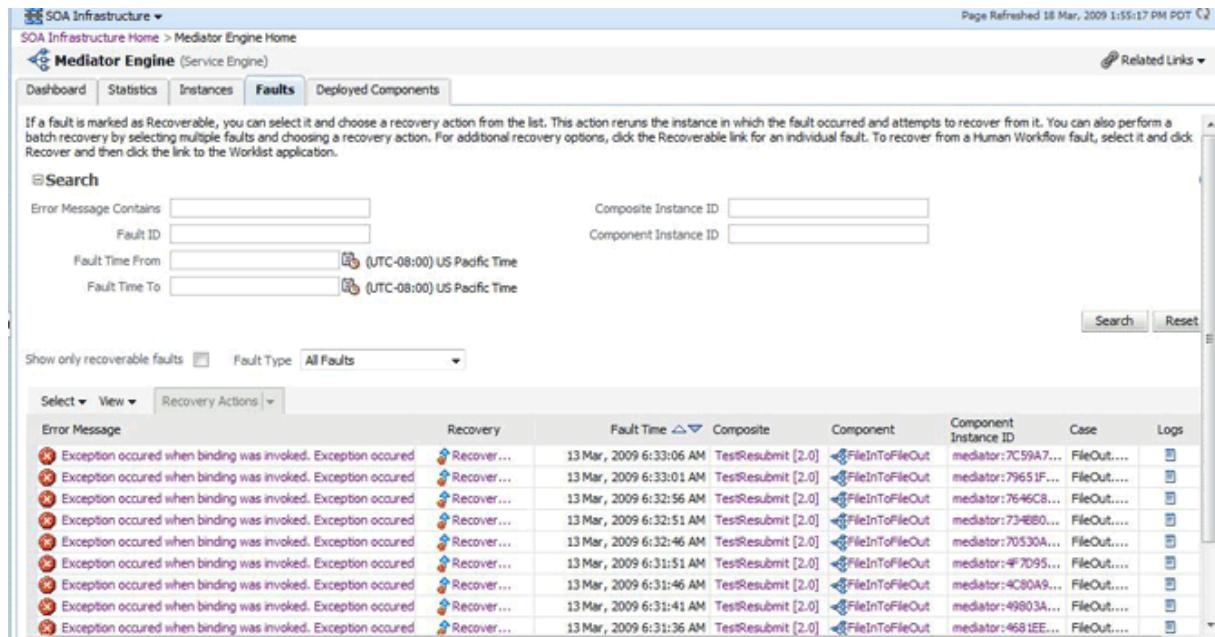 SOA Infrastructure
Page Refreshed 18 Mar, 2009 1:55:17 PM PDT
SOA Infrastructure Home > Mediator Engine Home
Mediator Engine (Service Engine)
Related Links
Dashboard Statistics Instances Faults Deployed Components
If a fault is marked as Recoverable, you can select it and choose a recovery action from the list. This action reruns the instance in which the fault occurred and attempts to recover from it. You can also perform a
batch recovery by selecting multiple faults and choosing a recovery action. For additional recovery options, click the Recoverable link for an individual fault. To recover from a Human Workflow fault, select it and click
Recover and then click the link to the Worklist application.
Search
Error Message Contains Composite Instance ID
Fault ID Component Instance ID
Fault Time From (UTC-08:00) US Pacific Time
Fault Time To (UTC-08:00) US Pacific Time
Search Reset
Show only recoverable faults Fault Type All Faults
Select View Recovery Actions
Error Message Recovery Fault Time Composite Component Component Instance ID Case Logs
Exception occured when binding was invoked. Exception occured Recover... 13 Mar, 2009 6:33:06 AM TestResubmit [2.0] FileInToFileOut mediator:7C59A7... FileOut....
Exception occured when binding was invoked. Exception occured Recover... 13 Mar, 2009 6:33:01 AM TestResubmit [2.0] FileInToFileOut mediator:79651F... FileOut....
Exception occured when binding was invoked. Exception occured Recover... 13 Mar, 2009 6:32:56 AM TestResubmit [2.0] FileInToFileOut mediator:7646C8... FileOut....
Exception occured when binding was invoked. Exception occured Recover... 13 Mar, 2009 6:32:51 AM TestResubmit [2.0] FileInToFileOut mediator:734BB0... FileOut....
Exception occured when binding was invoked. Exception occured Recover... 13 Mar, 2009 6:32:46 AM TestResubmit [2.0] FileInToFileOut mediator:70530A... FileOut....
Exception occured when binding was invoked. Exception occured Recover... 13 Mar, 2009 6:31:51 AM TestResubmit [2.0] FileInToFileOut mediator:4F7D95... FileOut....
Exception occured when binding was invoked. Exception occured Recover... 13 Mar, 2009 6:31:46 AM TestResubmit [2.0] FileInToFileOut mediator:4C80A9... FileOut....
Exception occured when binding was invoked. Exception occured Recover... 13 Mar, 2009 6:31:41 AM TestResubmit [2.0] FileInToFileOut mediator:49803A... FileOut....
Exception occured when binding was invoked. Exception occured Recover... 13 Mar, 2009 6:31:36 AM TestResubmit [2.0] FileInToFileOut mediator:4681EE... FileOut....